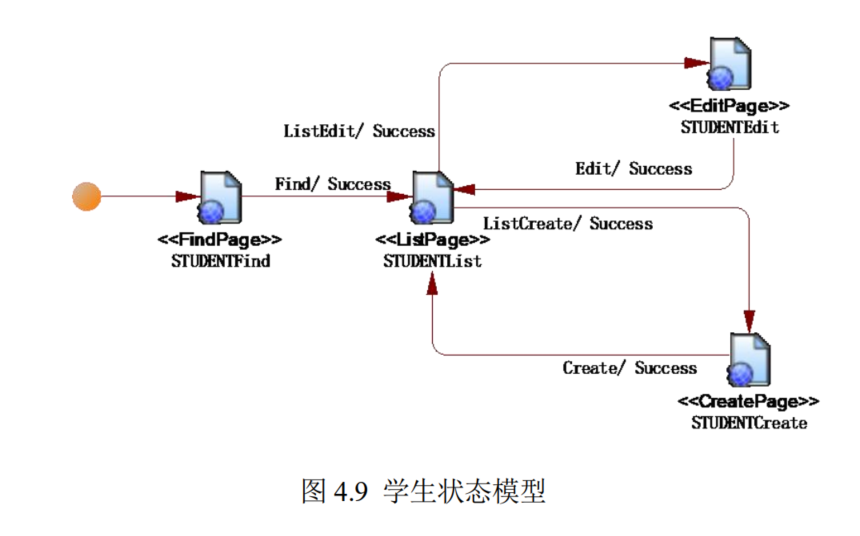 <<EditPage>>
STUDENTEdit
ListEdit/ Success
Edit/ Success
Find/ Success
ListCreate/ Success
<<FindPage>>
STUDENTFind
<<ListPage>>
STUDENTList
Create/ Success
<<CreatePage>>
STUDENTCreate
图 4.9 学生状态模型